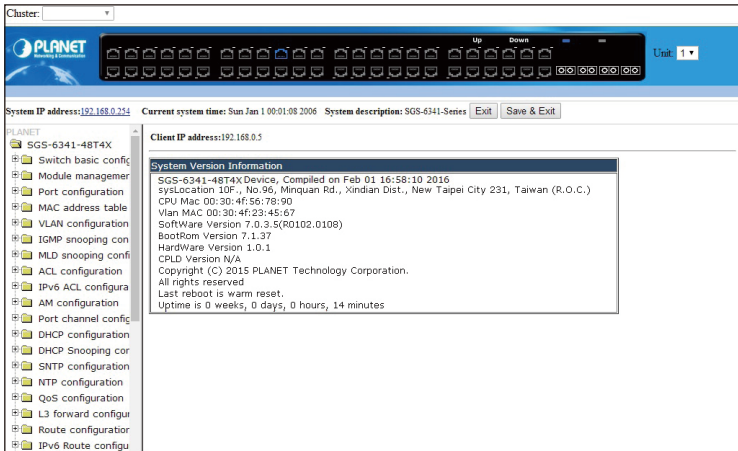 Cluster:
Up Down
PLANET
Networking & Communication
Unit: 1
System IP address:192.168.0.254 Current system time: Sun Jan 1 00:01:08 2006 System description: SGS-6341-Series Exit Save & Exit
PLANET
SGS-6341-48T4X
Switch basic config
Module managemer
Port configuration
MAC address table
VLAN configuration
IGMP snooping con
MLD snooping confi
ACL configuration
IPv6 ACL configura
AM configuration
Port channel config
DHCP configuration
DHCP Snooping cor
SNTP configuration
NTP configuration
QoS configuration
L3 forward configur
Route configuration
IPv6 Route configu
Client IP address:192.168.0.5
System Version Information
SGS-6341-48T4X Device, Compiled on Feb 01 16:58:10 2016
sysLocation 10F., No.96, Minquan Rd., Xindian Dist., New Taipei City 231, Taiwan (R.O.C.)
CPU Mac 00:30:4f:56:78:90
Vlan MAC 00:30:4f:23:45:67
SoftWare Version 7.0.3.5(R0102.0108)
BootRom Version 7.1.37
HardWare Version 1.0.1
CPLD Version N/A
Copyright (C) 2015 PLANET Technology Corporation.
All rights reserved
Last reboot is warm reset.
Uptime is 0 weeks, 0 days, 0 hours, 14 minutes